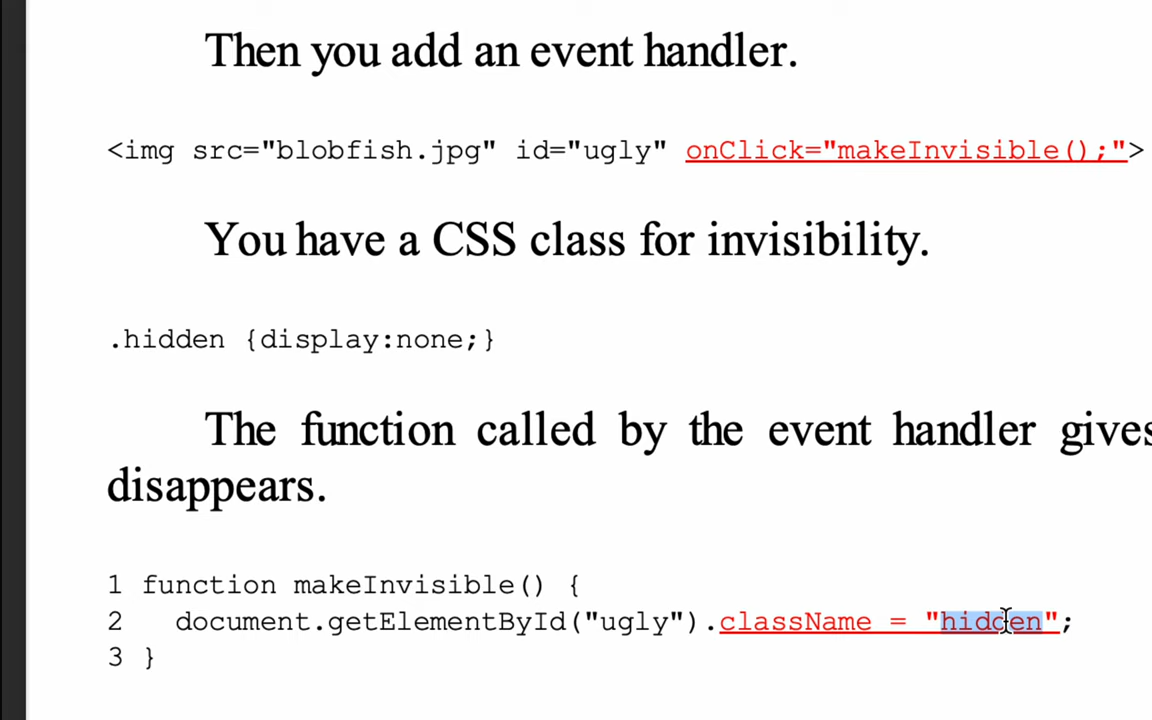 Then you add an event handler.
<img src="blobfish.jpg" id="ugly" onClick="makeInvisible();">
You have a CSS class for invisibility.
.hidden {display:none;}
The function called by the event handler gives
disappears.
1 function makeInvisible() {
2 document.getElementById("ugly").className = "hidden";
3 }